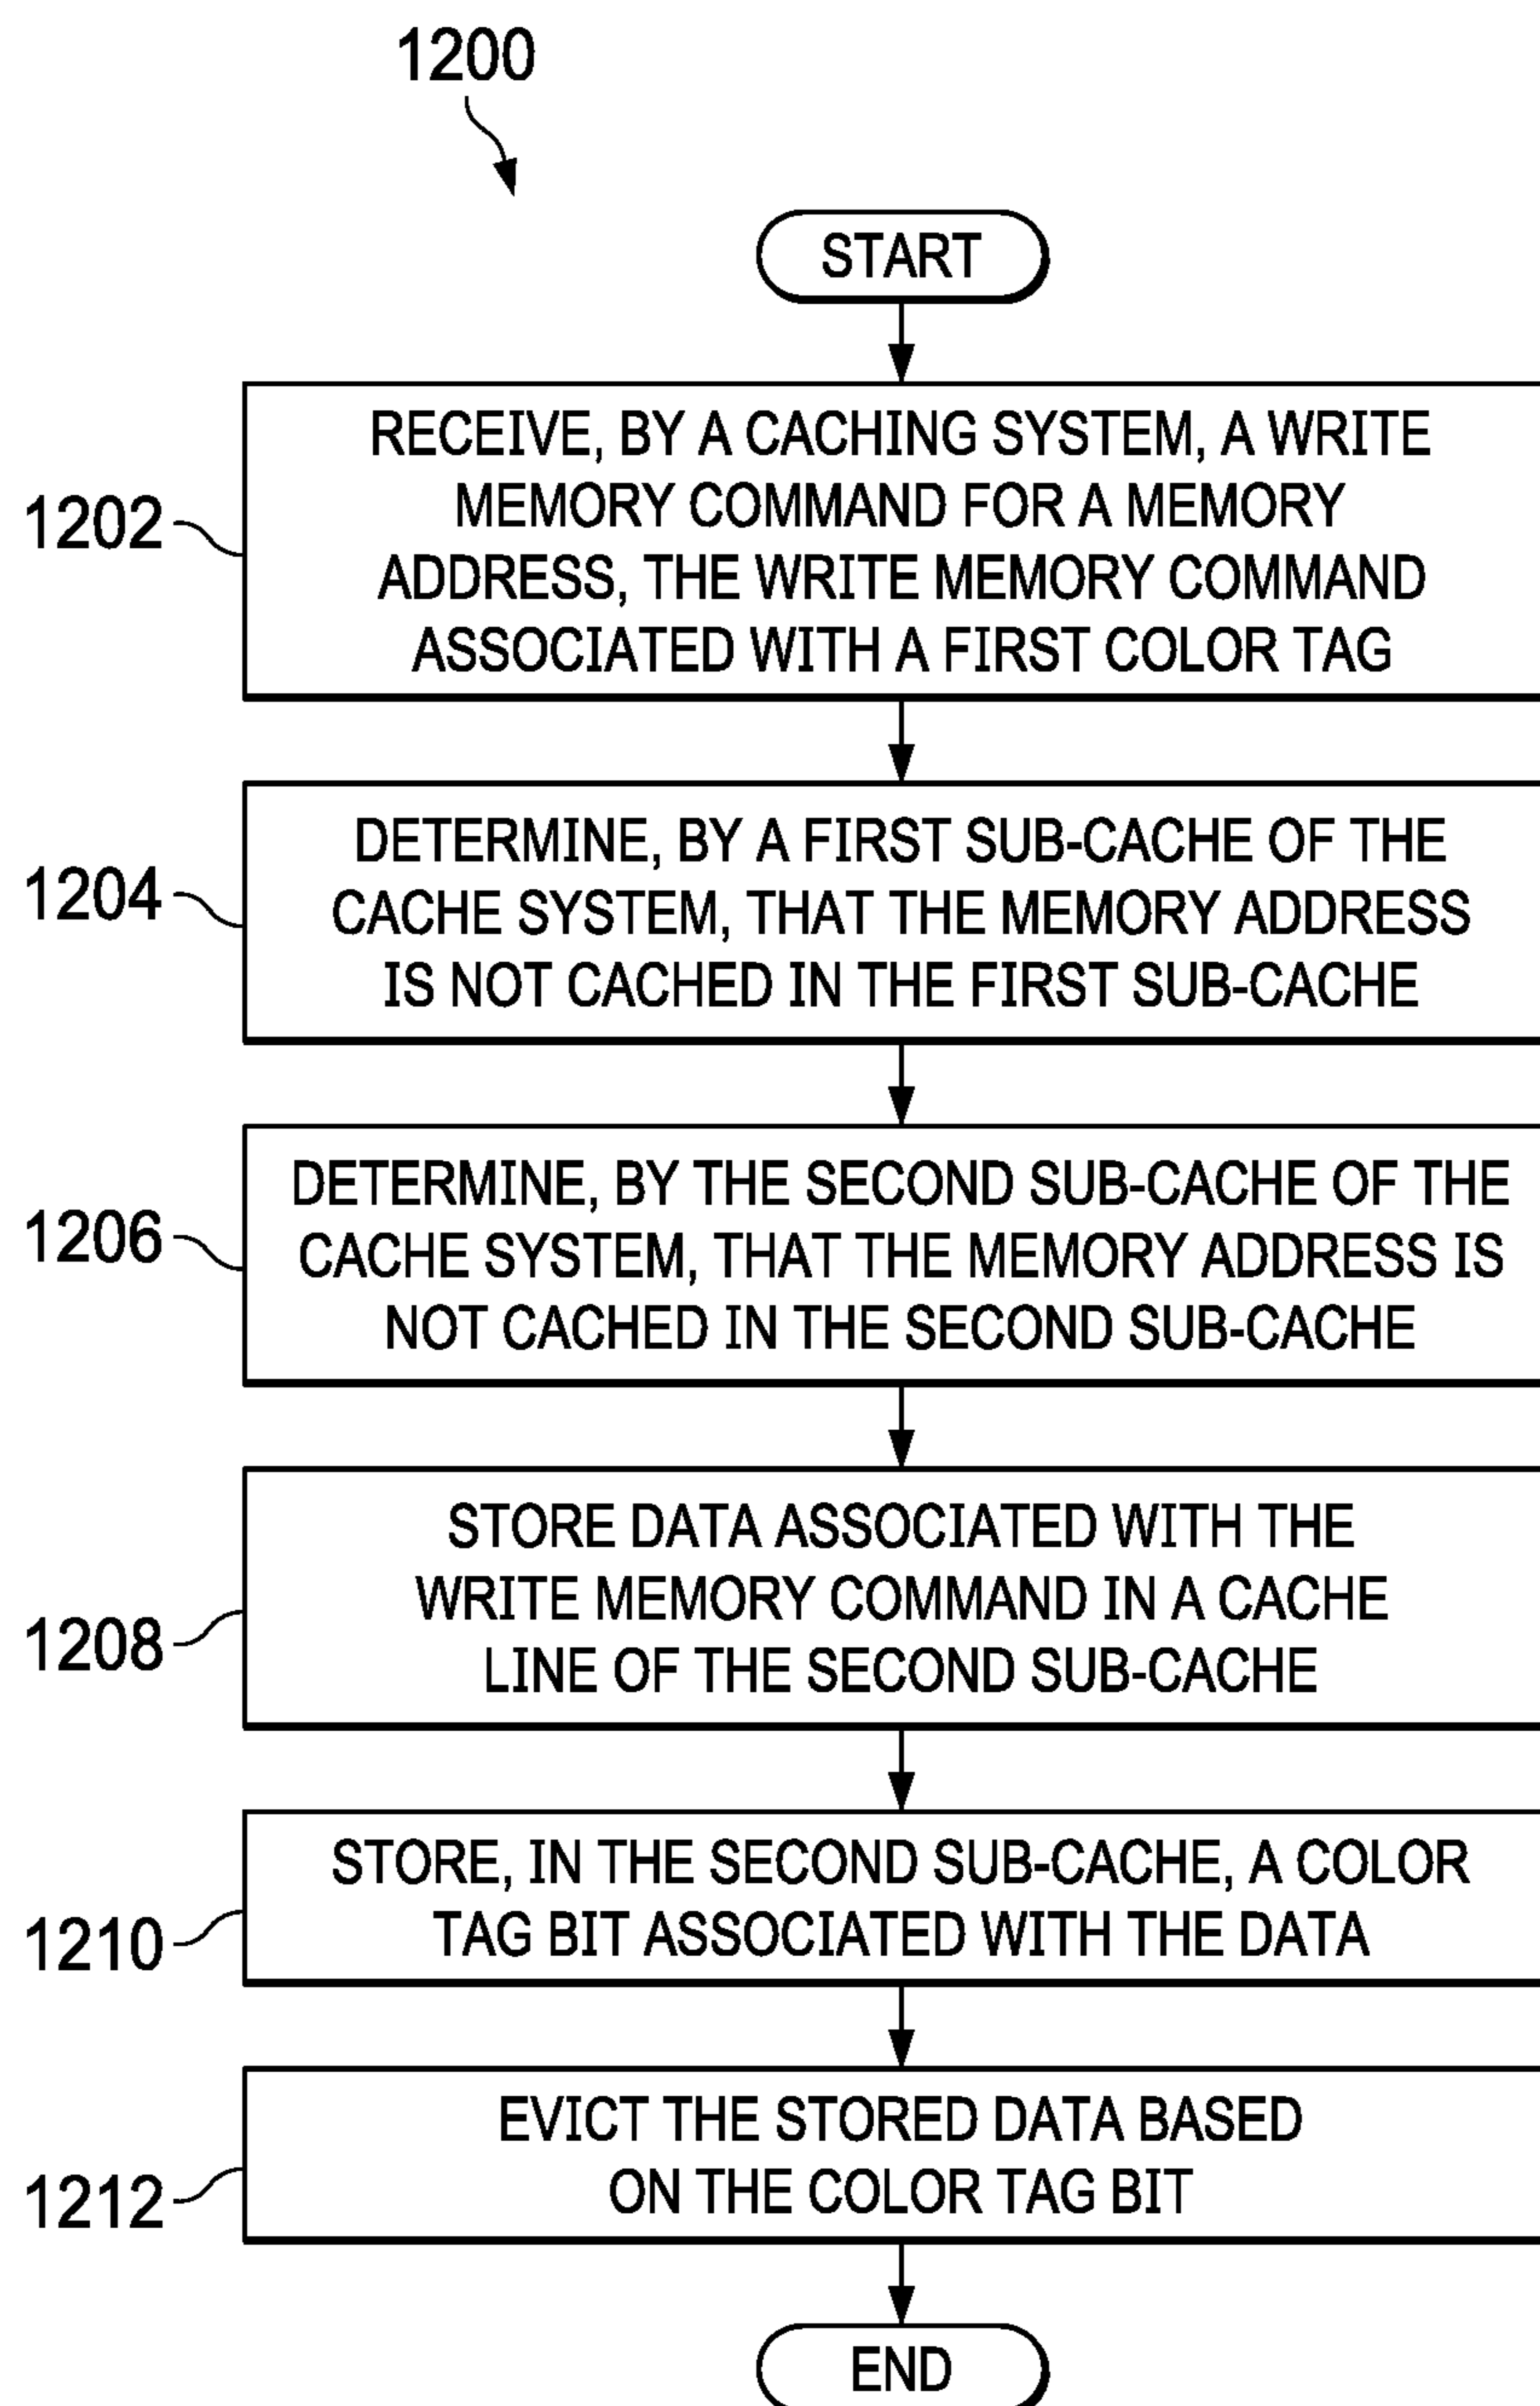 1200
START
RECEIVE, BY A CACHING SYSTEM, A WRITE
MEMORY COMMAND FOR A MEMORY
ADDRESS, THE WRITE MEMORY COMMAND
ASSOCIATED WITH A FIRST COLOR TAG
1202
DETERMINE, BY A FIRST SUB-CACHE OF THE
CACHE SYSTEM, THAT THE MEMORY ADDRESS
IS NOT CACHED IN THE FIRST SUB-CACHE
1204
DETERMINE, BY THE SECOND SUB-CACHE OF THE
CACHE SYSTEM, THAT THE MEMORY ADDRESS IS
NOT CACHED IN THE SECOND SUB-CACHE
1206
STORE DATA ASSOCIATED WITH THE
WRITE MEMORY COMMAND IN A CACHE
LINE OF THE SECOND SUB-CACHE
1208
STORE, IN THE SECOND SUB-CACHE, A COLOR
TAG BIT ASSOCIATED WITH THE DATA
1210
EVICT THE STORED DATA BASED
ON THE COLOR TAG BIT
1212
END